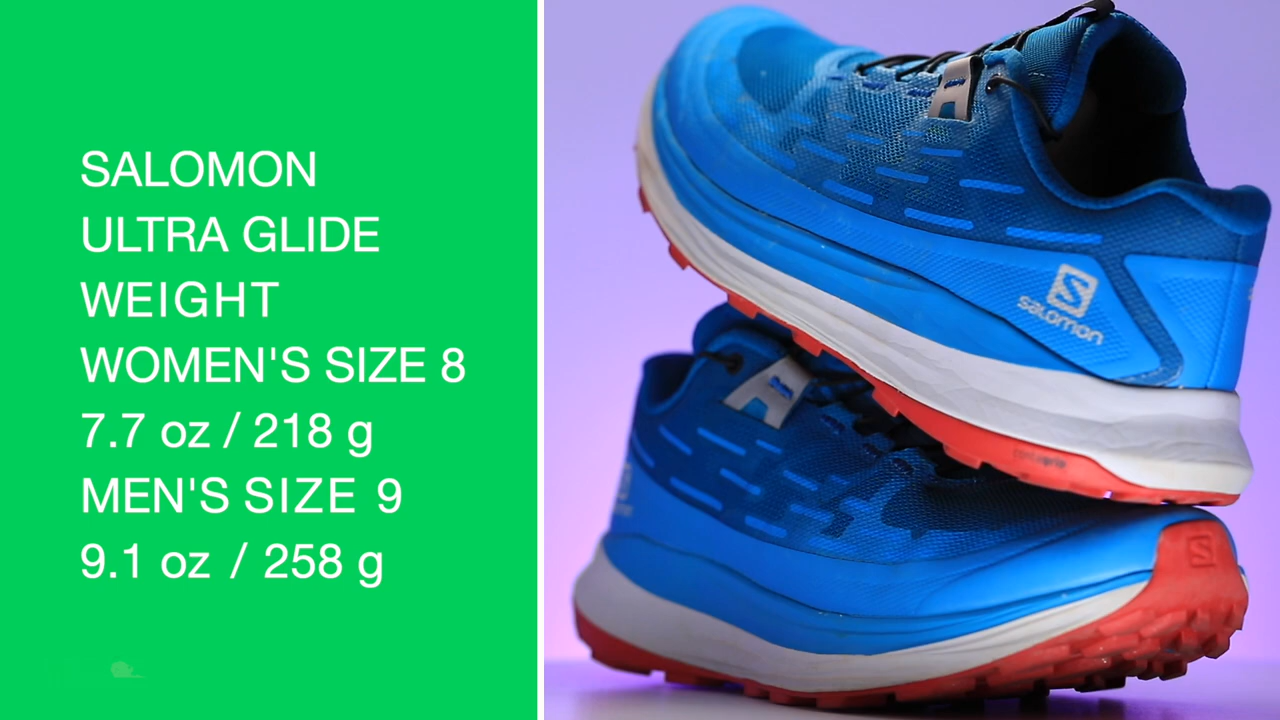 SALOMON
ULTRA GLIDE
WEIGHT
WOMEN'S SIZE 8
7.7 oz / 218 g
MEN'S SIZE 9
9.1 oz / 258 g
salomon
contagrip